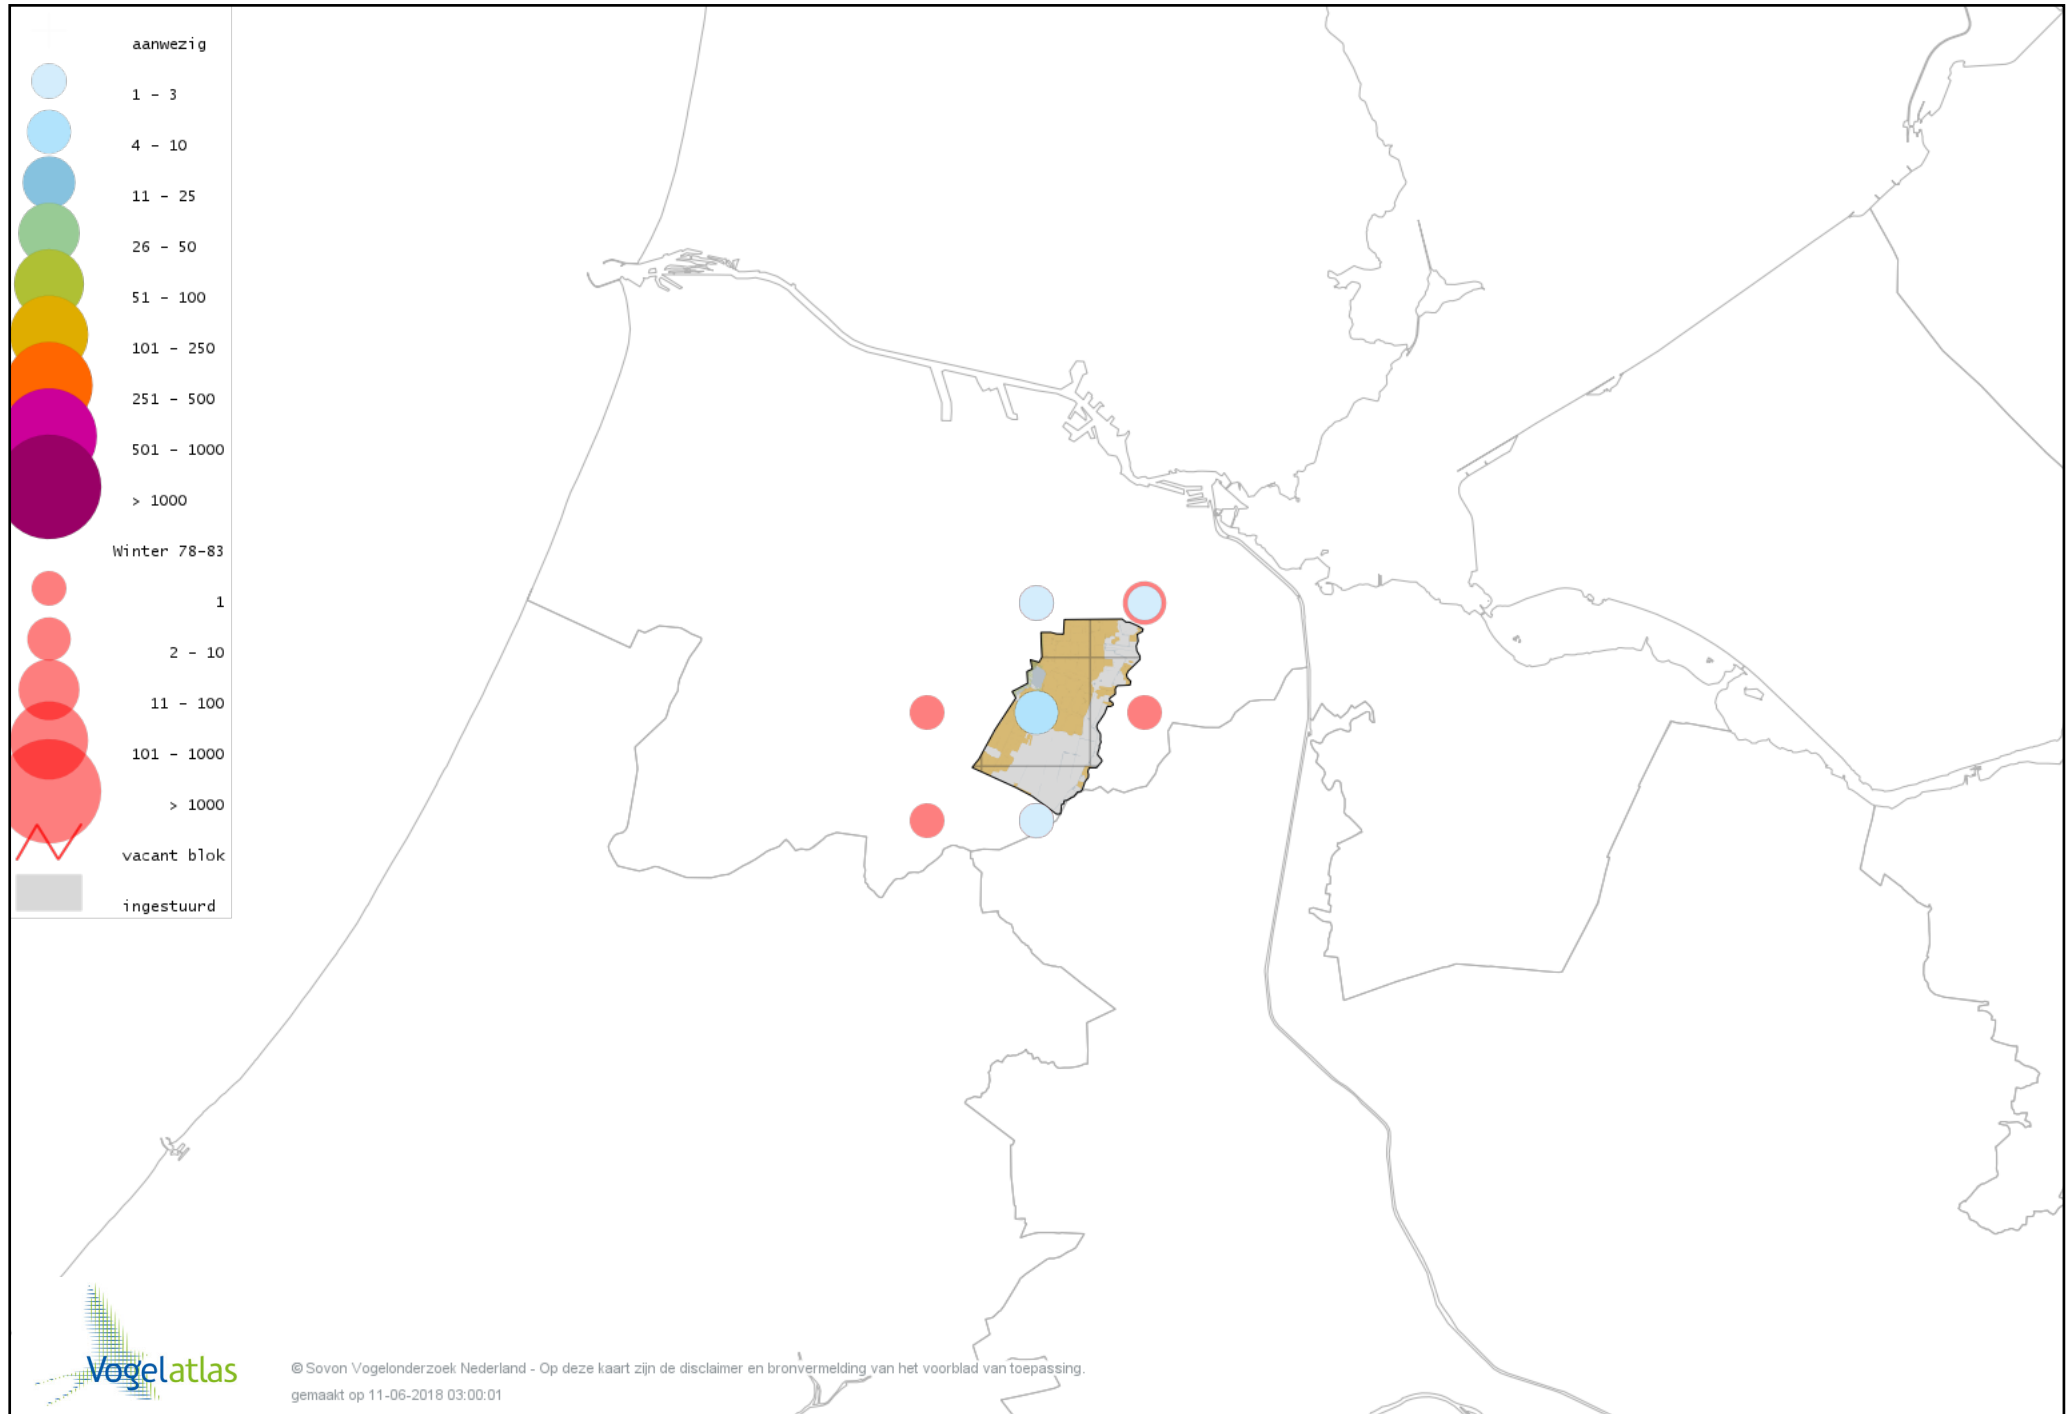 aanwezig
1 - 3
4 - 10
11 - 25
26 - 50
51 - 100
101 - 250
251 - 500
501 - 1000
> 1000
Winter 78-83
1
2 - 10
11 - 100
101 - 1000
> 1000
vacant blok
ingestuurd
Vogelatlas
© Sovon Vogelonderzoek Nederland - Op deze kaart zijn de disclaimer en bronvermelding van het voorblad van toepassing.
gemaakt op 11-06-2018 03:00:01